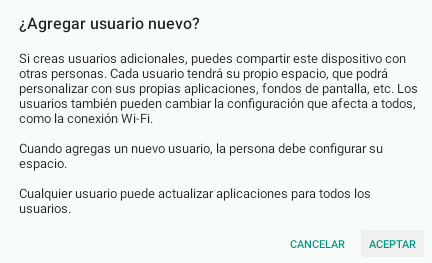 ¿Agregar usuario nuevo?
Si creas usuarios adicionales, puedes compartir este dispositivo con
otras personas. Cada usuario tendrá su propio espacio, que podrá
personalizar con sus propias aplicaciones, fondos de pantalla, etc. Los
usuarios también pueden cambiar la configuración que afecta a todos,
como la conexión Wi-Fi.
Cuando agregas un nuevo usuario, la persona debe configurar su
espacio.
Cualquier usuario puede actualizar aplicaciones para todos los
usuarios.
CANCELAR ACEPTAR